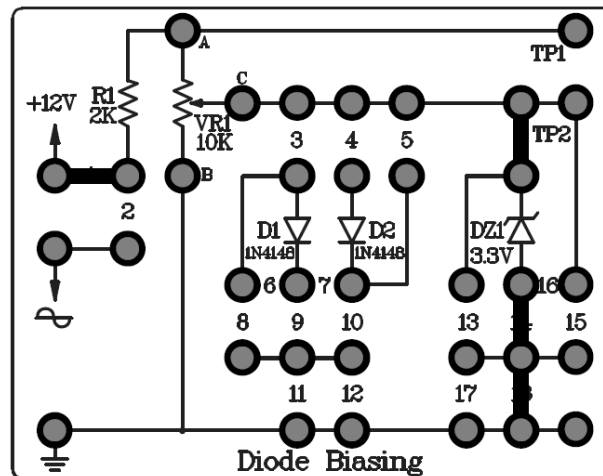 A
TP1
C
+12V
R1
2K
VR1
10K
3
4
5
TP2
B
2
D1
1N4148
D2
1N4148
DZ1
3.3V
6
7
16
8
9
10
13
15
11
12
17
Diode Biasing